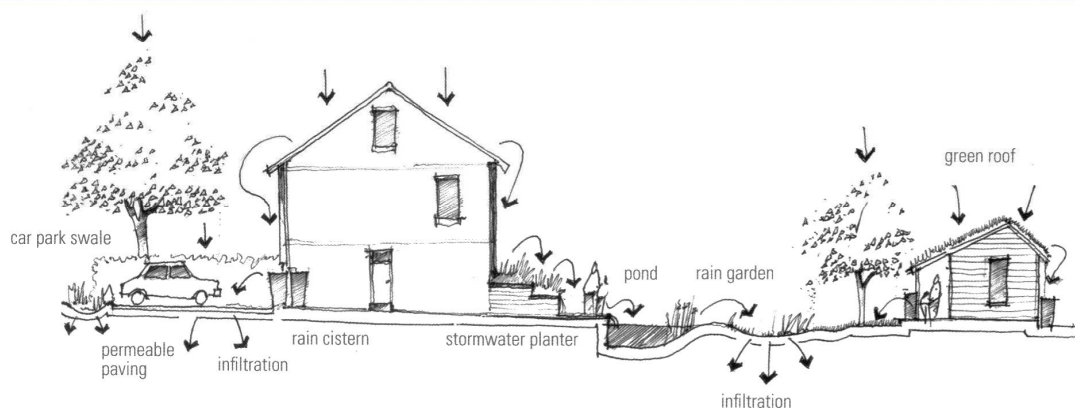 green roof
car park swale
pond
rain garden
permeable
paving
infiltration
rain cistern
stormwater planter
infiltration